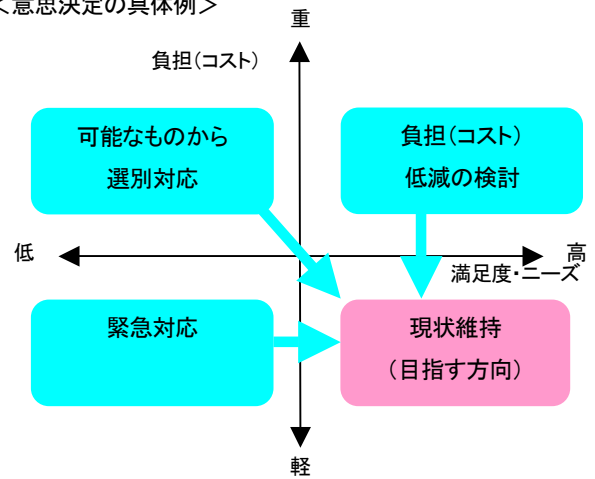 ＜意思決定の具体例＞
重
負担（コスト）
可能なものから
選別対応
負担（コスト）
低減の検討
低
高
満足度・ニーズ
緊急対応
現状維持
（目指す方向）
軽